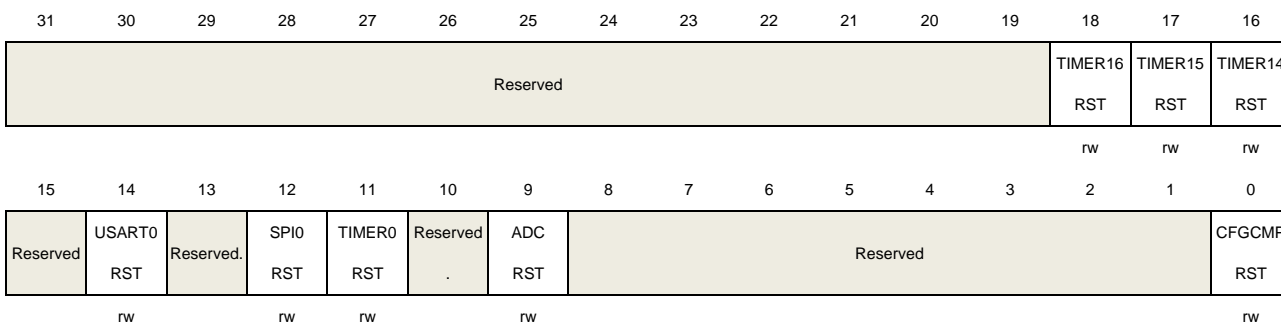 31 30 29 28 27 26 25 24 23 22 21 20 19 18 17 16
Reserved TIMER16 RST TIMER15 RST TIMER14 RST
rw rw rw
15 14 13 12 11 10 9 8 7 6 5 4 3 2 1 0
Reserved USART0 RST Reserved. SPI0 RST TIMER0 RST Reserved . ADC RST Reserved CFGCMP RST
rw rw rw rw rw